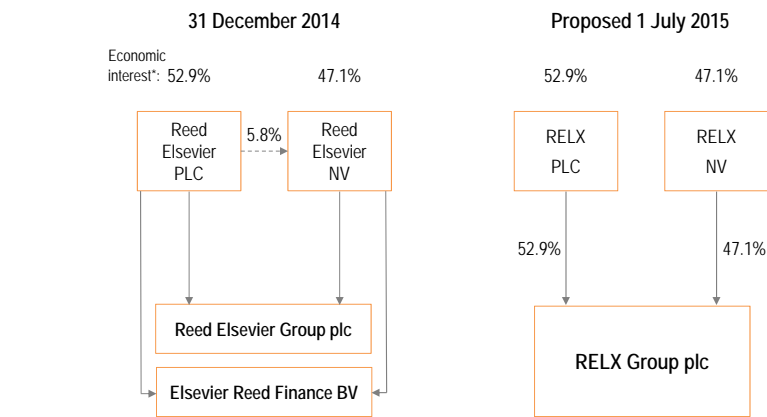 31 December 2014
Proposed 1 July 2015
Economic
interest*: 52.9%
47.1%
52.9%
47.1%
Reed
Elsevier
PLC
5.8%
Reed
Elsevier
NV
RELX
PLC
RELX
NV
52.9%
47.1%
Reed Elsevier Group plc
Elsevier Reed Finance BV
RELX Group plc